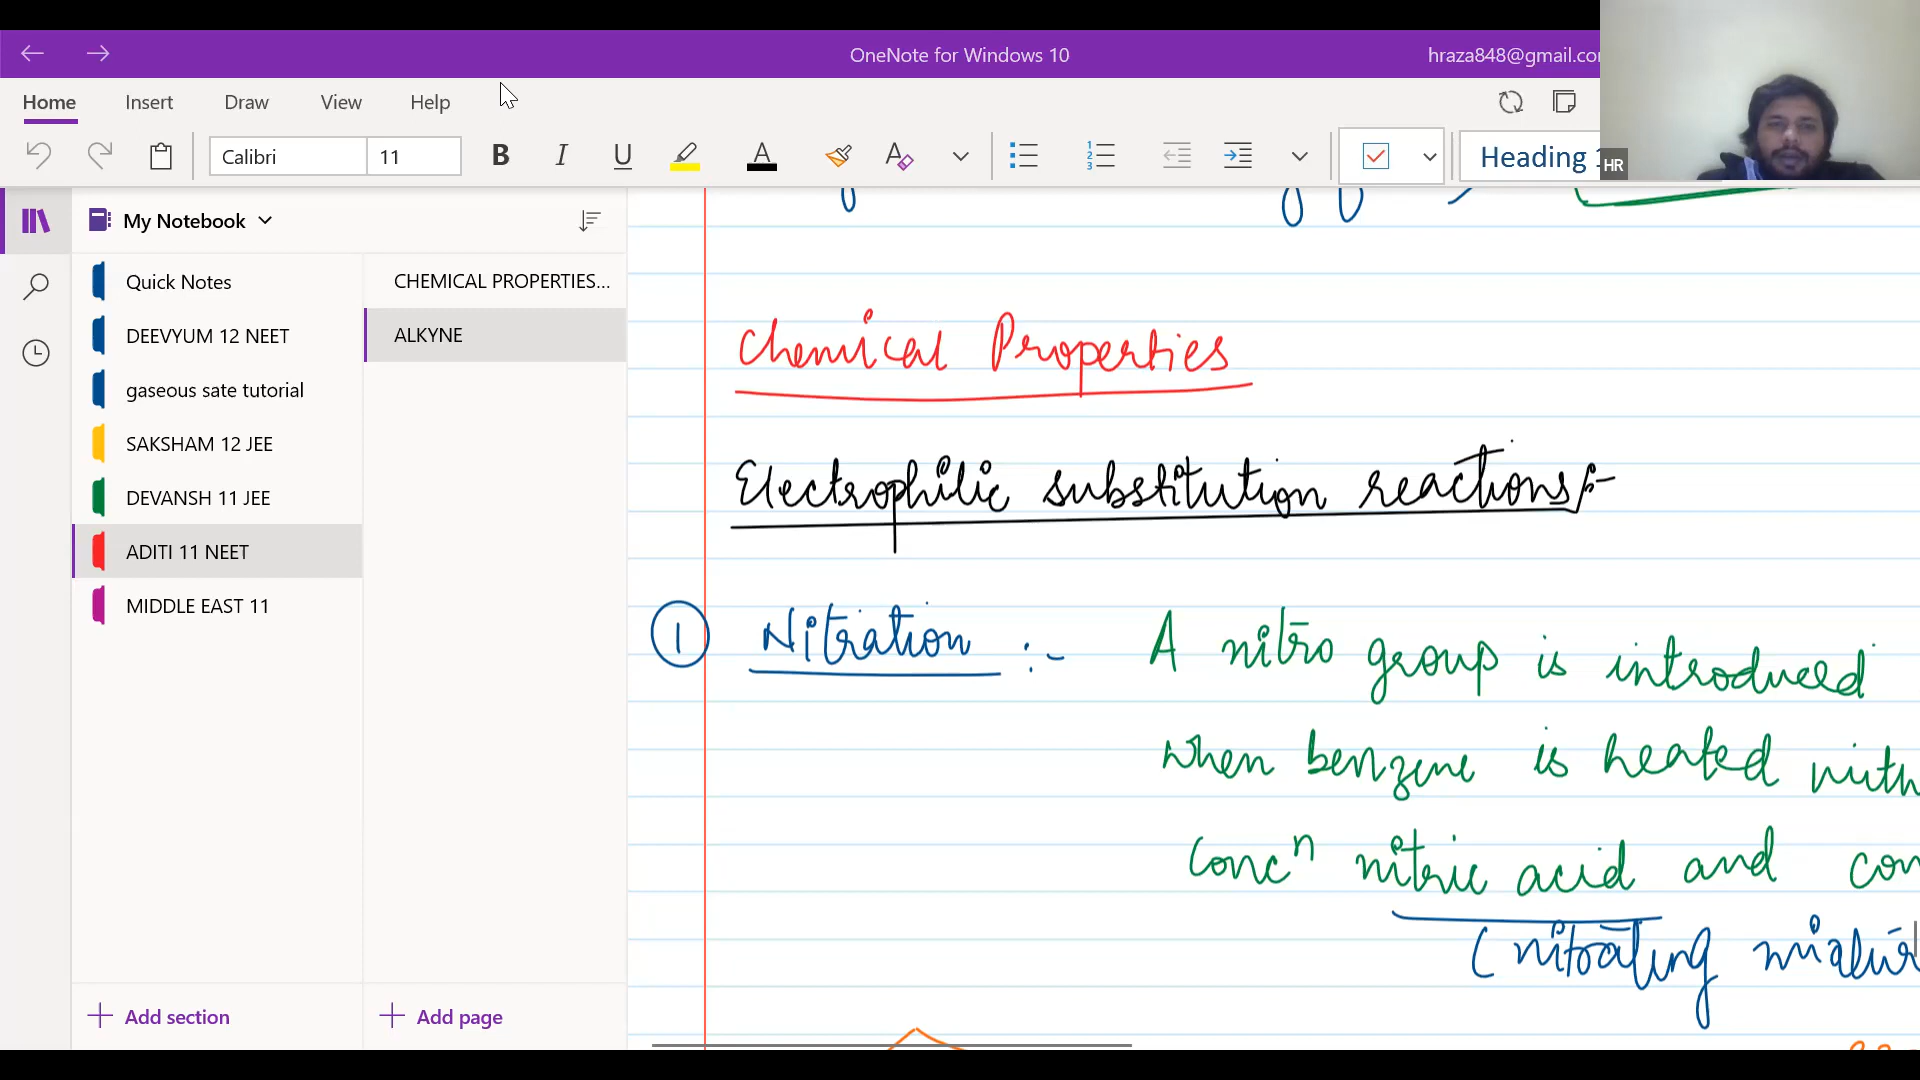 OneNote for Windows 10
hraza848@gmail.co
Home Insert Draw View Help
Calibri 11 B I U A A Heading
HR
My Notebook
Quick Notes
DEEVYUM 12 NEET
gaseous sate tutorial
SAKSHAM 12 JEE
DEVANSH 11 JEE
ADITI 11 NEET
MIDDLE EAST 11
Add section
CHEMICAL PROPERTIES...
ALKYNE
Add page
Chemical Properties
Electrophilic substitution reactions :-
1 Nitration :- A nitro group is introduced
when benzene is heated with
concn nitric acid and con
(nitrating mixture